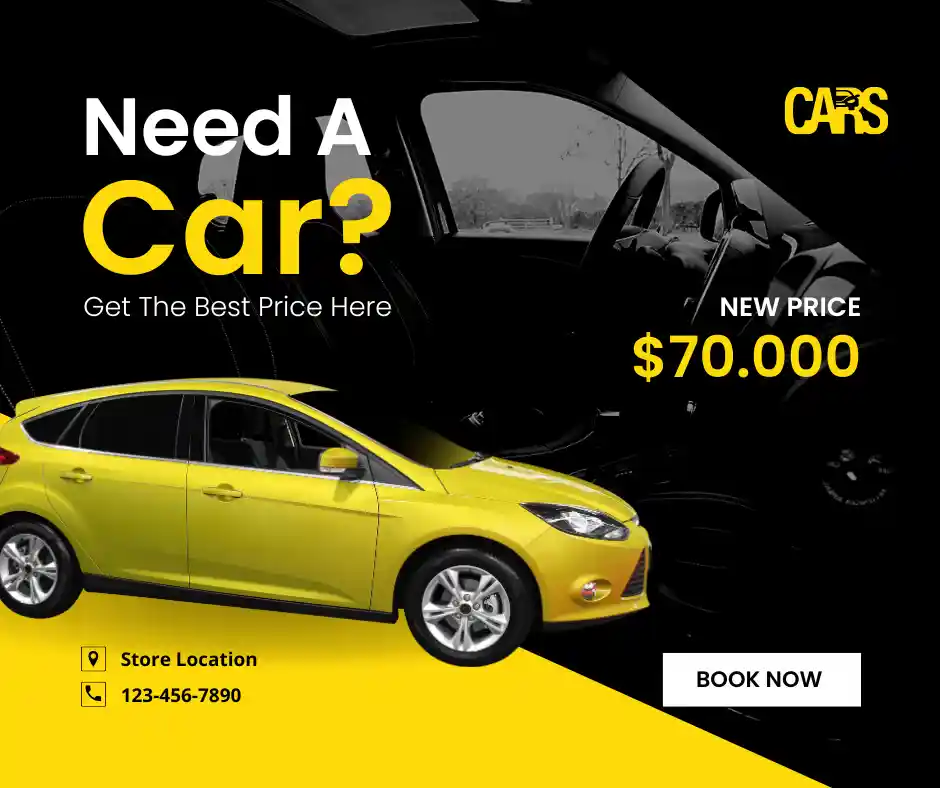 Need A
Car?
Get The Best Price Here
CARS
NEW PRICE
$70.000
Store Location
123-456-7890
BOOK NOW